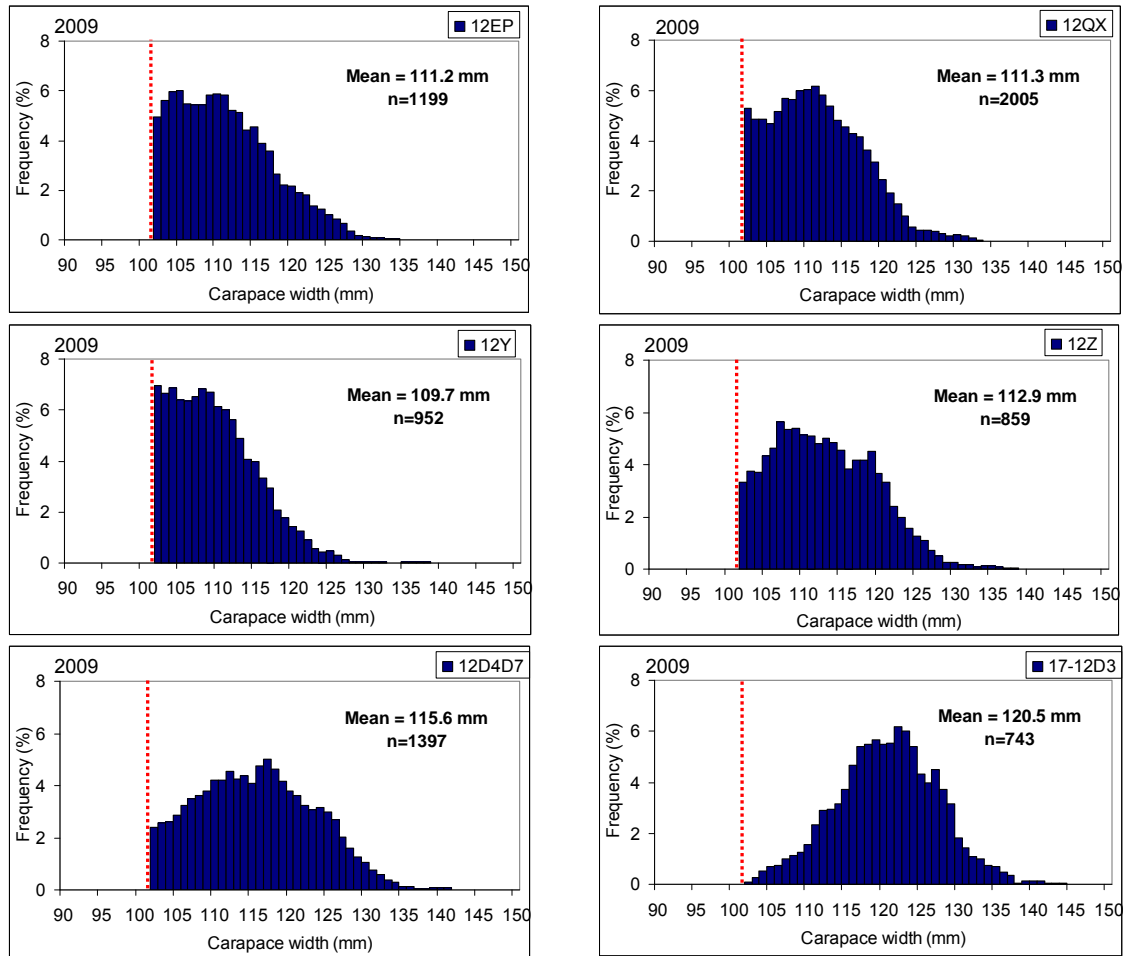 2009
12EP
Mean = 111.2 mm
n=1199
Frequency (%)
8
6
4
2
0
90 95 100 105 110 115 120 125 130 135 140 145 150
Carapace width (mm)
2009
12QX
Mean = 111.3 mm
n=2005
Frequency (%)
8
6
4
2
0
90 95 100 105 110 115 120 125 130 135 140 145 150
Carapace width (mm)
2009
12Y
Mean = 109.7 mm
n=952
Frequency (%)
8
6
4
2
0
90 95 100 105 110 115 120 125 130 135 140 145 150
Carapace width (mm)
2009
12Z
Mean = 112.9 mm
n=859
Frequency (%)
8
6
4
2
0
90 95 100 105 110 115 120 125 130 135 140 145 150
Carapace width (mm)
2009
12D4D7
Mean = 115.6 mm
n=1397
Frequency (%)
8
6
4
2
0
90 95 100 105 110 115 120 125 130 135 140 145 150
Carapace width (mm)
2009
17-12D3
Mean = 120.5 mm
n=743
Frequency (%)
8
6
4
2
0
90 95 100 105 110 115 120 125 130 135 140 145 150
Carapace width (mm)